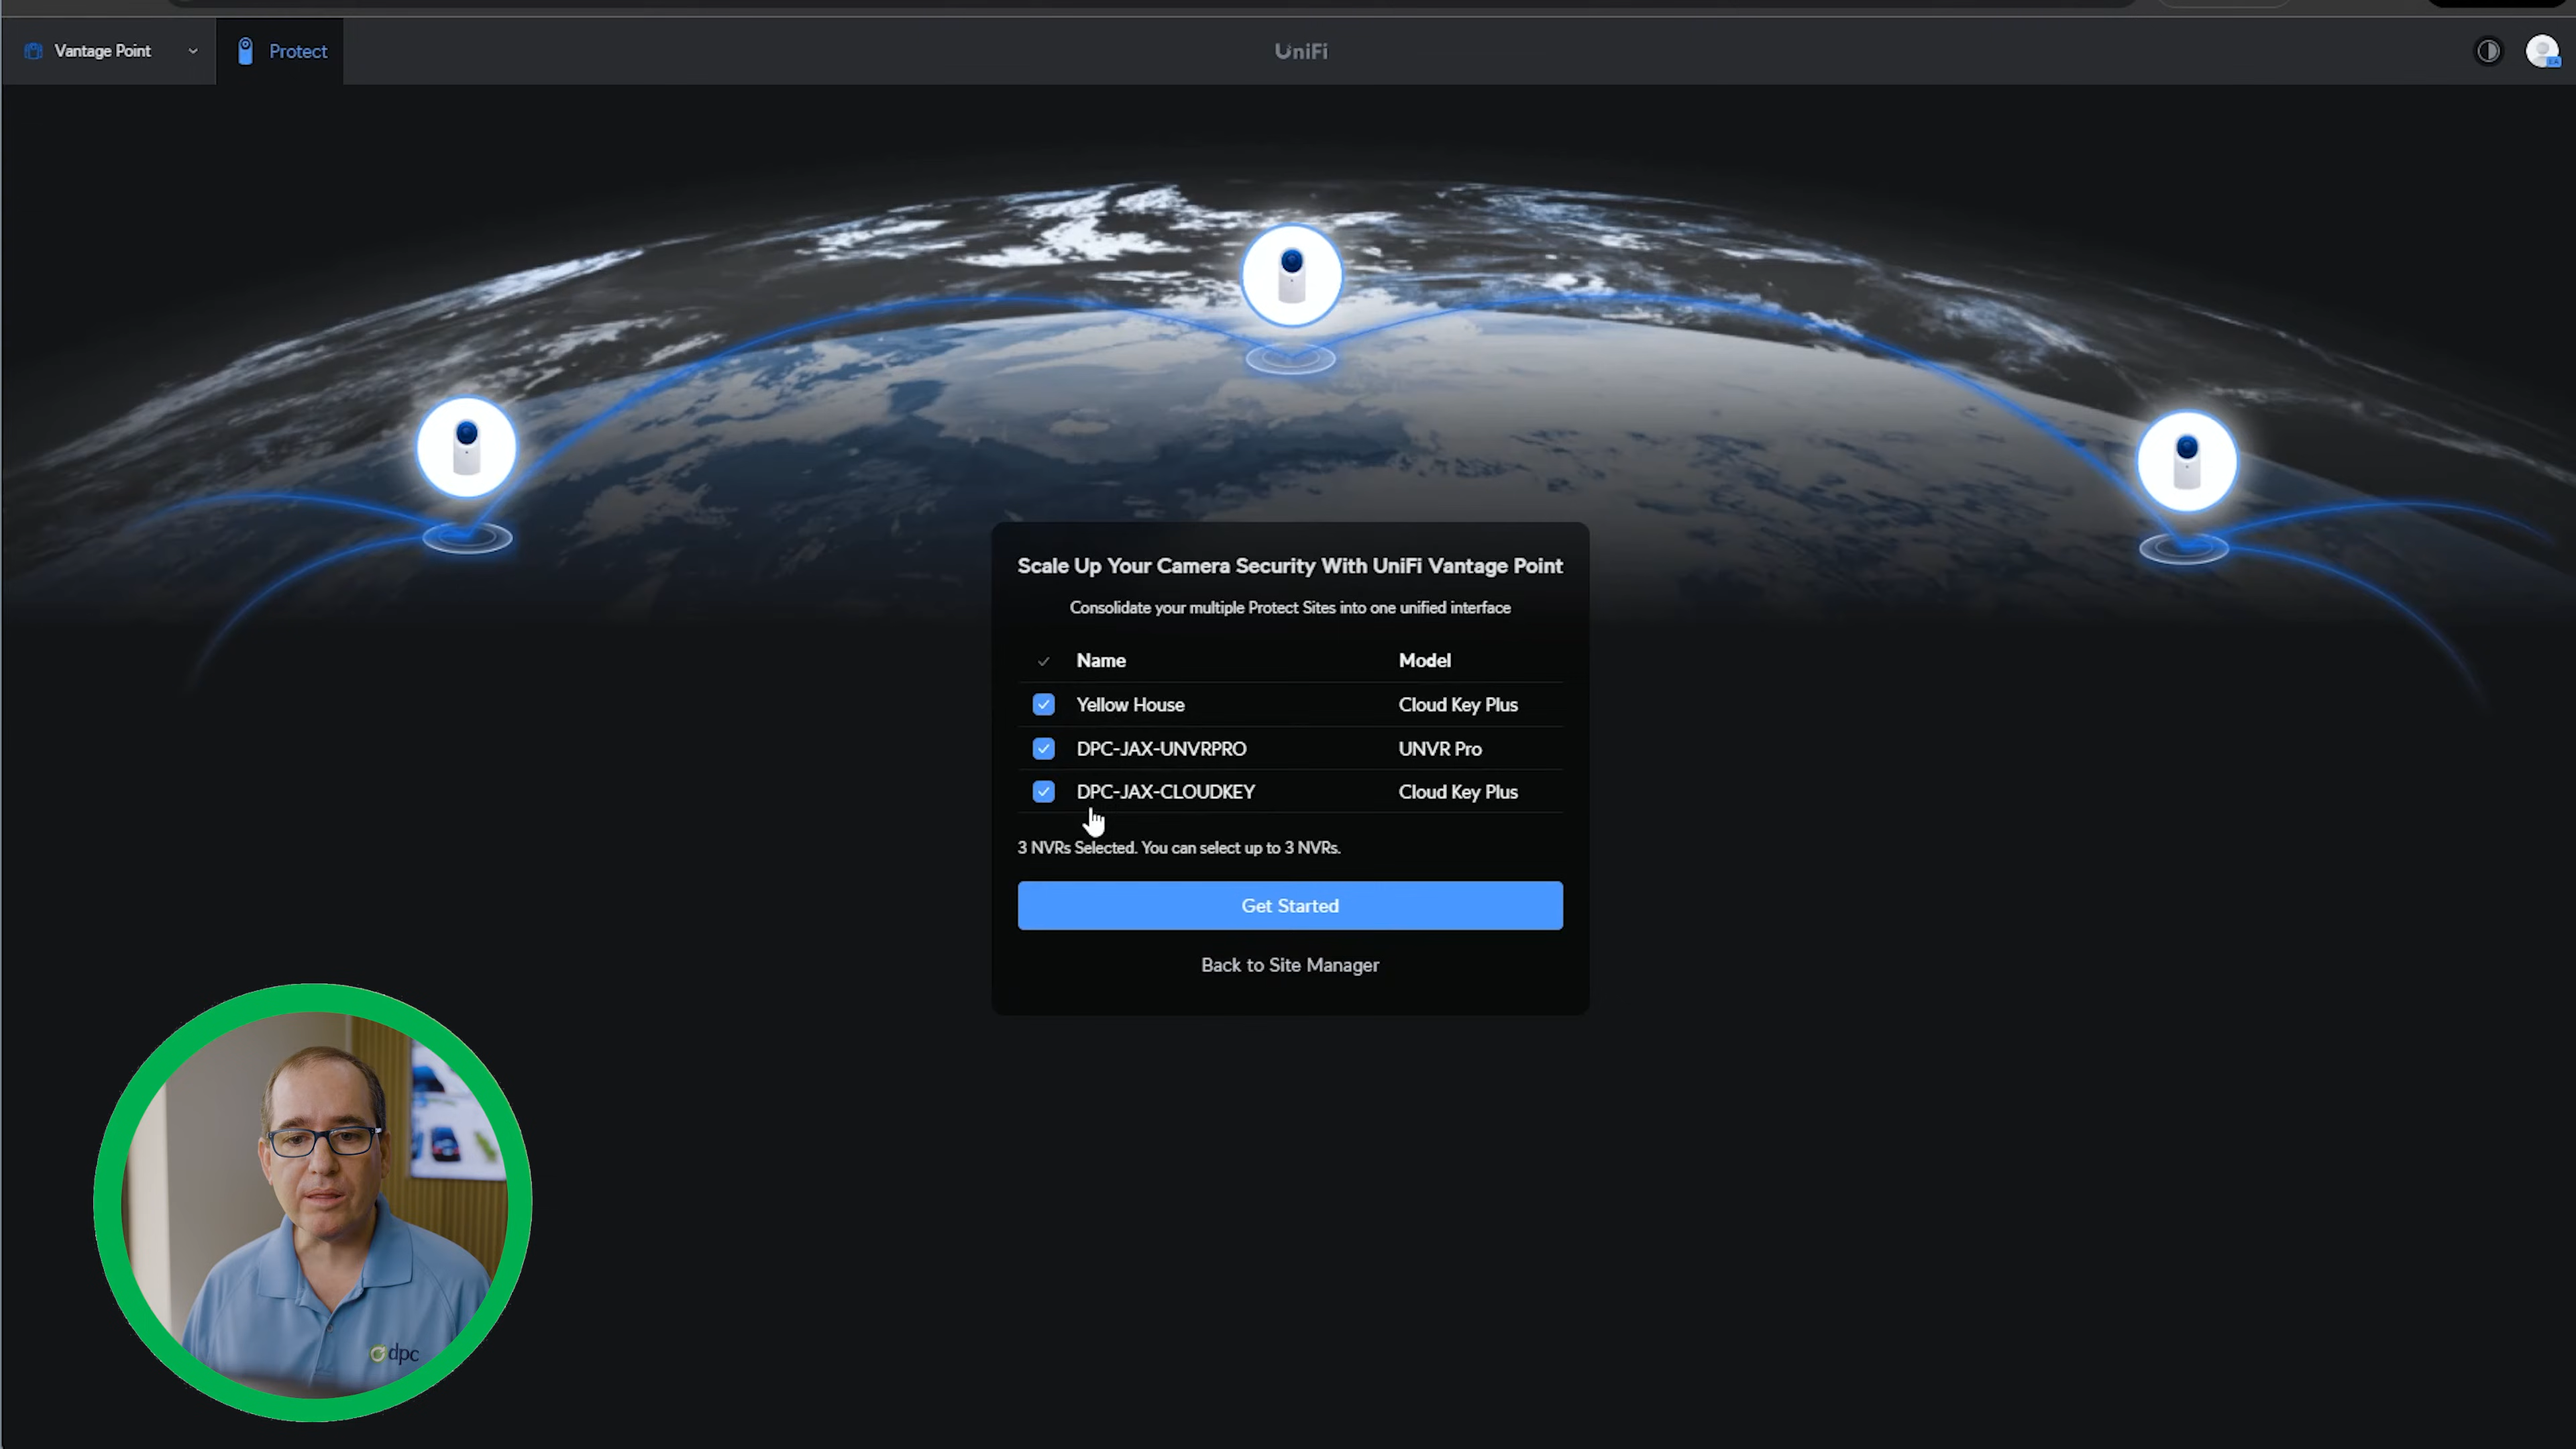 Vantage Point
Protect
UniFi
Scale Up Your Camera Security With UniFi Vantage Point
Consolidate your multiple Protect Sites into one unified interface
Name Model
Yellow House Cloud Key Plus
DPC-JAX-UNVRPRO UNVR Pro
DPC-JAX-CLOUDKEY Cloud Key Plus
3 NVRs Selected. You can select up to 3 NVRs.
Get Started
Back to Site Manager
dpc